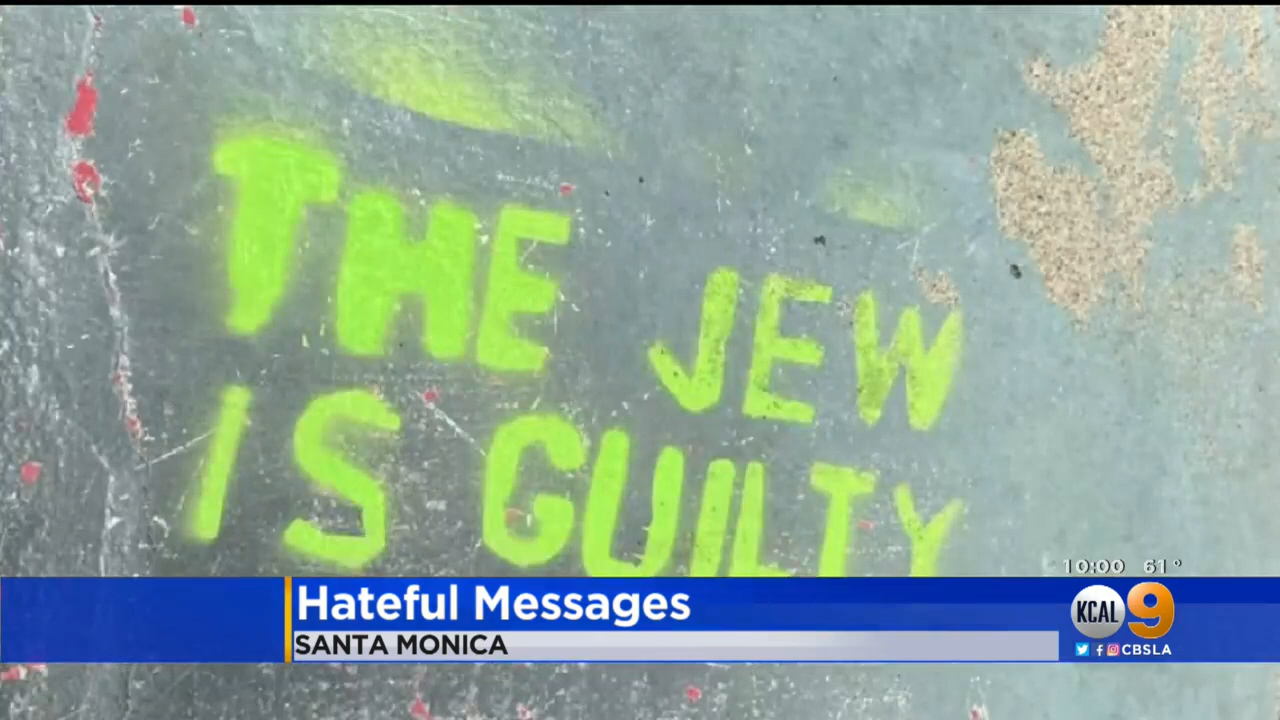 THE JEW
IS GUILTY
10:00 61°
Hateful Messages
SANTA MONICA
KCAL 9
CBSLA